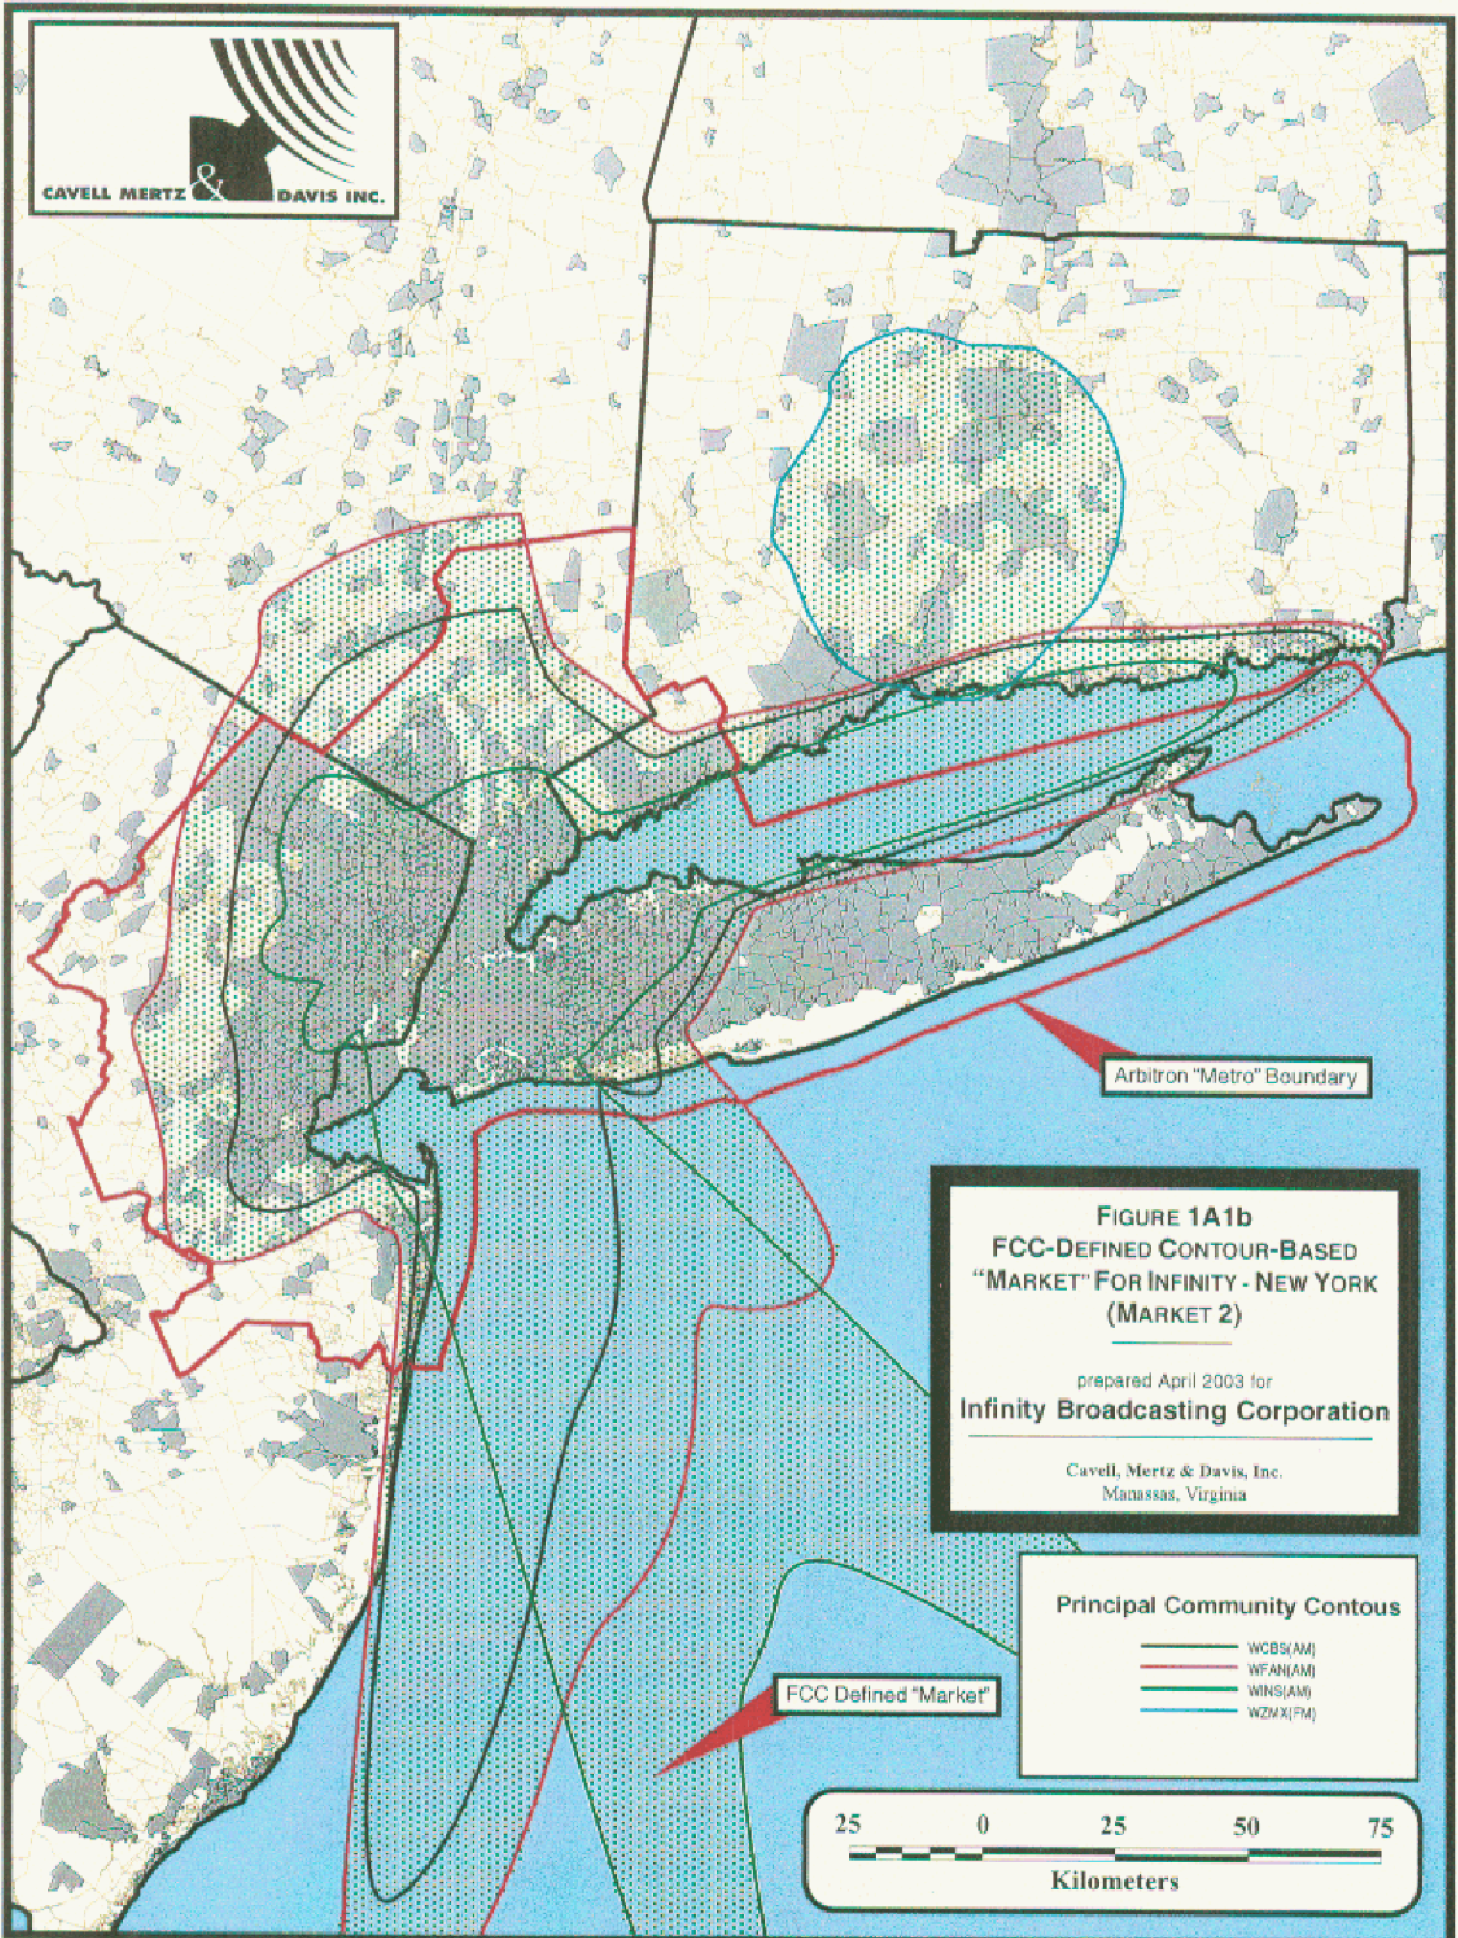 CAVELL MERTZ & DAVIS INC.
Arbitron "Metro" Boundary
FIGURE 1A1b
FCC-DEFINED CONTOUR-BASED
"MARKET" FOR INFINITY - NEW YORK
(MARKET 2)
prepared April 2003 for
Infinity Broadcasting Corporation
Cavell, Mertz & Davis, Inc.
Manassas, Virginia
Principal Community Contous
WCBS(AM)
WFAN(AM)
WINS(AM)
WZMX(FM)
FCC Defined "Market"
25 0 25 50 75
Kilometers